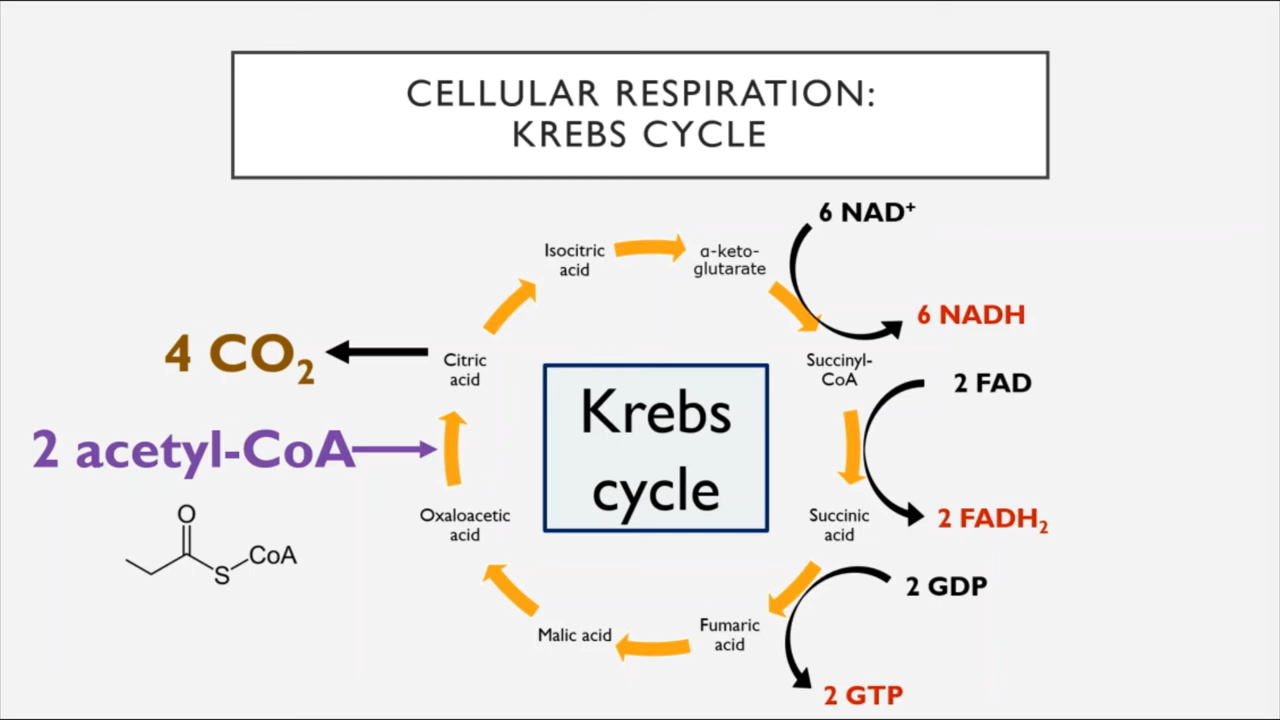 CELLULAR RESPIRATION:
KREBS CYCLE
6 NAD⁺
Isocritic
acid
α-keto-
glutarate
6 NADH
4 CO₂
Citric
acid
Succinyl-
CoA
2 FAD
Krebs
cycle
2 acetyl-CoA
Oxaloacetic
acid
Succinic
acid
2 FADH₂
O
S
CoA
2 GDP
Malic acid
Fumaric
acid
2 GTP